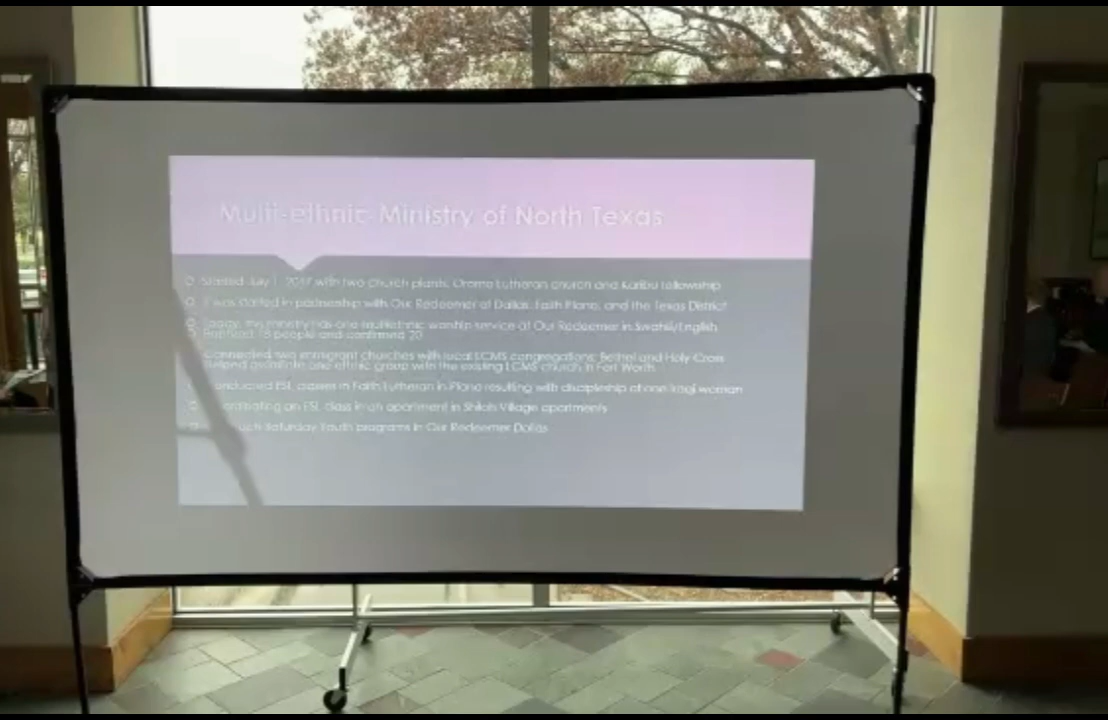 Multi-ethnic Ministry of North Texas
Started July 1, 2017 with two church plants, Oromo Lutheran church and Karibu Fellowship
It was started in partnership with Our Redeemer of Dallas, Faith Plano, and the Texas District
Today, the ministry has one multiethnic worship service at Our Redeemer in Swahili/English
Baptized 18 people and confirmed 20
Connected two immigrant churches with local LCMS congregations: Bethel and Holy Cross
Helped assimilate one ethnic group with the existing LCMS church in Fort Worth
Conducted ESL classes in Faith Lutheran in Plano resulting with discipleship of one Iraqi woman
Coordinating an ESL class in an apartment in Shiloh Village apartments
Saturday Youth programs in Our Redeemer Dallas